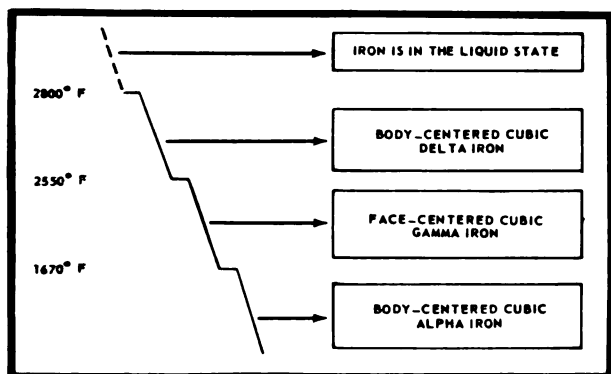 IRON IS IN THE LIQUID STATE
2800° F
BODY-CENTERED CUBIC
DELTA IRON
2550° F
FACE-CENTERED CUBIC
GAMMA IRON
1670° F
BODY-CENTERED CUBIC
ALPHA IRON